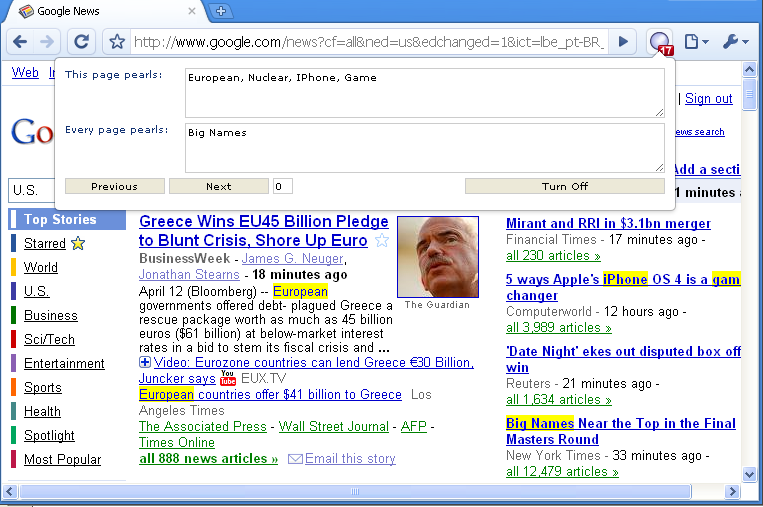 Google News
http://www.google.com/news?cf=all&ned=us&edchanged=1&ict=lbe_pt-BR_
17
This page pearls:
European, Nuclear, IPhone, Game
Every page pearls:
Big Names
Previous
Next
0
Turn Off
Web
| Sign out
Goo
ews search
Add a secti
U.S.
1 minutes a
Top Stories
Starred
World
U.S.
Business
Sci/Tech
Entertainment
Sports
Health
Spotlight
Most Popular
Greece Wins EU45 Billion Pledge
to Blunt Crisis, Shore Up Euro
BusinessWeek - James G. Neuger,
Jonathan Stearns - 18 minutes ago
April 12 (Bloomberg) -- European
governments offered debt- plagued Greece a
rescue package worth as much as 45 billion
euros ($61 billion) at below-market interest
rates in a bid to stem its fiscal crisis and ...
Video: Eurozone countries can lend Greece €30 Billion,
Juncker says You Tube EUX.TV
European countries offer $41 billion to Greece Los
Angeles Times
The Associated Press - Wall Street Journal - AFP -
Times Online
all 888 news articles » Email this story
The Guardian
Mirant and RRI in $3.1bn merger
Financial Times - 17 minutes ago -
all 230 articles »
5 ways Apple's iPhone OS 4 is a gam
changer
Computerworld - 12 hours ago -
all 3,989 articles »
'Date Night' ekes out disputed box off
win
Reuters - 21 minutes ago -
all 1,634 articles »
Big Names Near the Top in the Final
Masters Round
New York Times - 33 minutes ago -
all 12,479 articles »